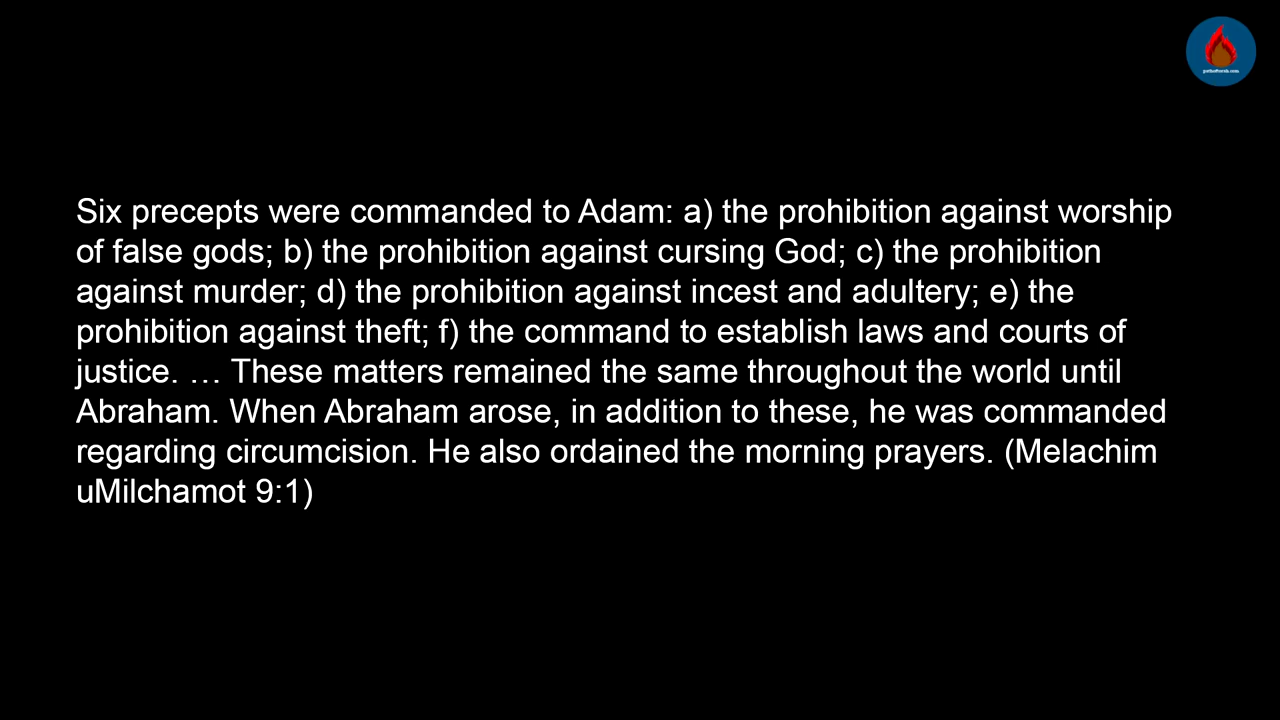 Six precepts were commanded to Adam: a) the prohibition against worship
of false gods; b) the prohibition against cursing God; c) the prohibition
against murder; d) the prohibition against incest and adultery; e) the
prohibition against theft; f) the command to establish laws and courts of
justice. … These matters remained the same throughout the world until
Abraham. When Abraham arose, in addition to these, he was commanded
regarding circumcision. He also ordained the morning prayers. (Melachim
uMilchamot 9:1)